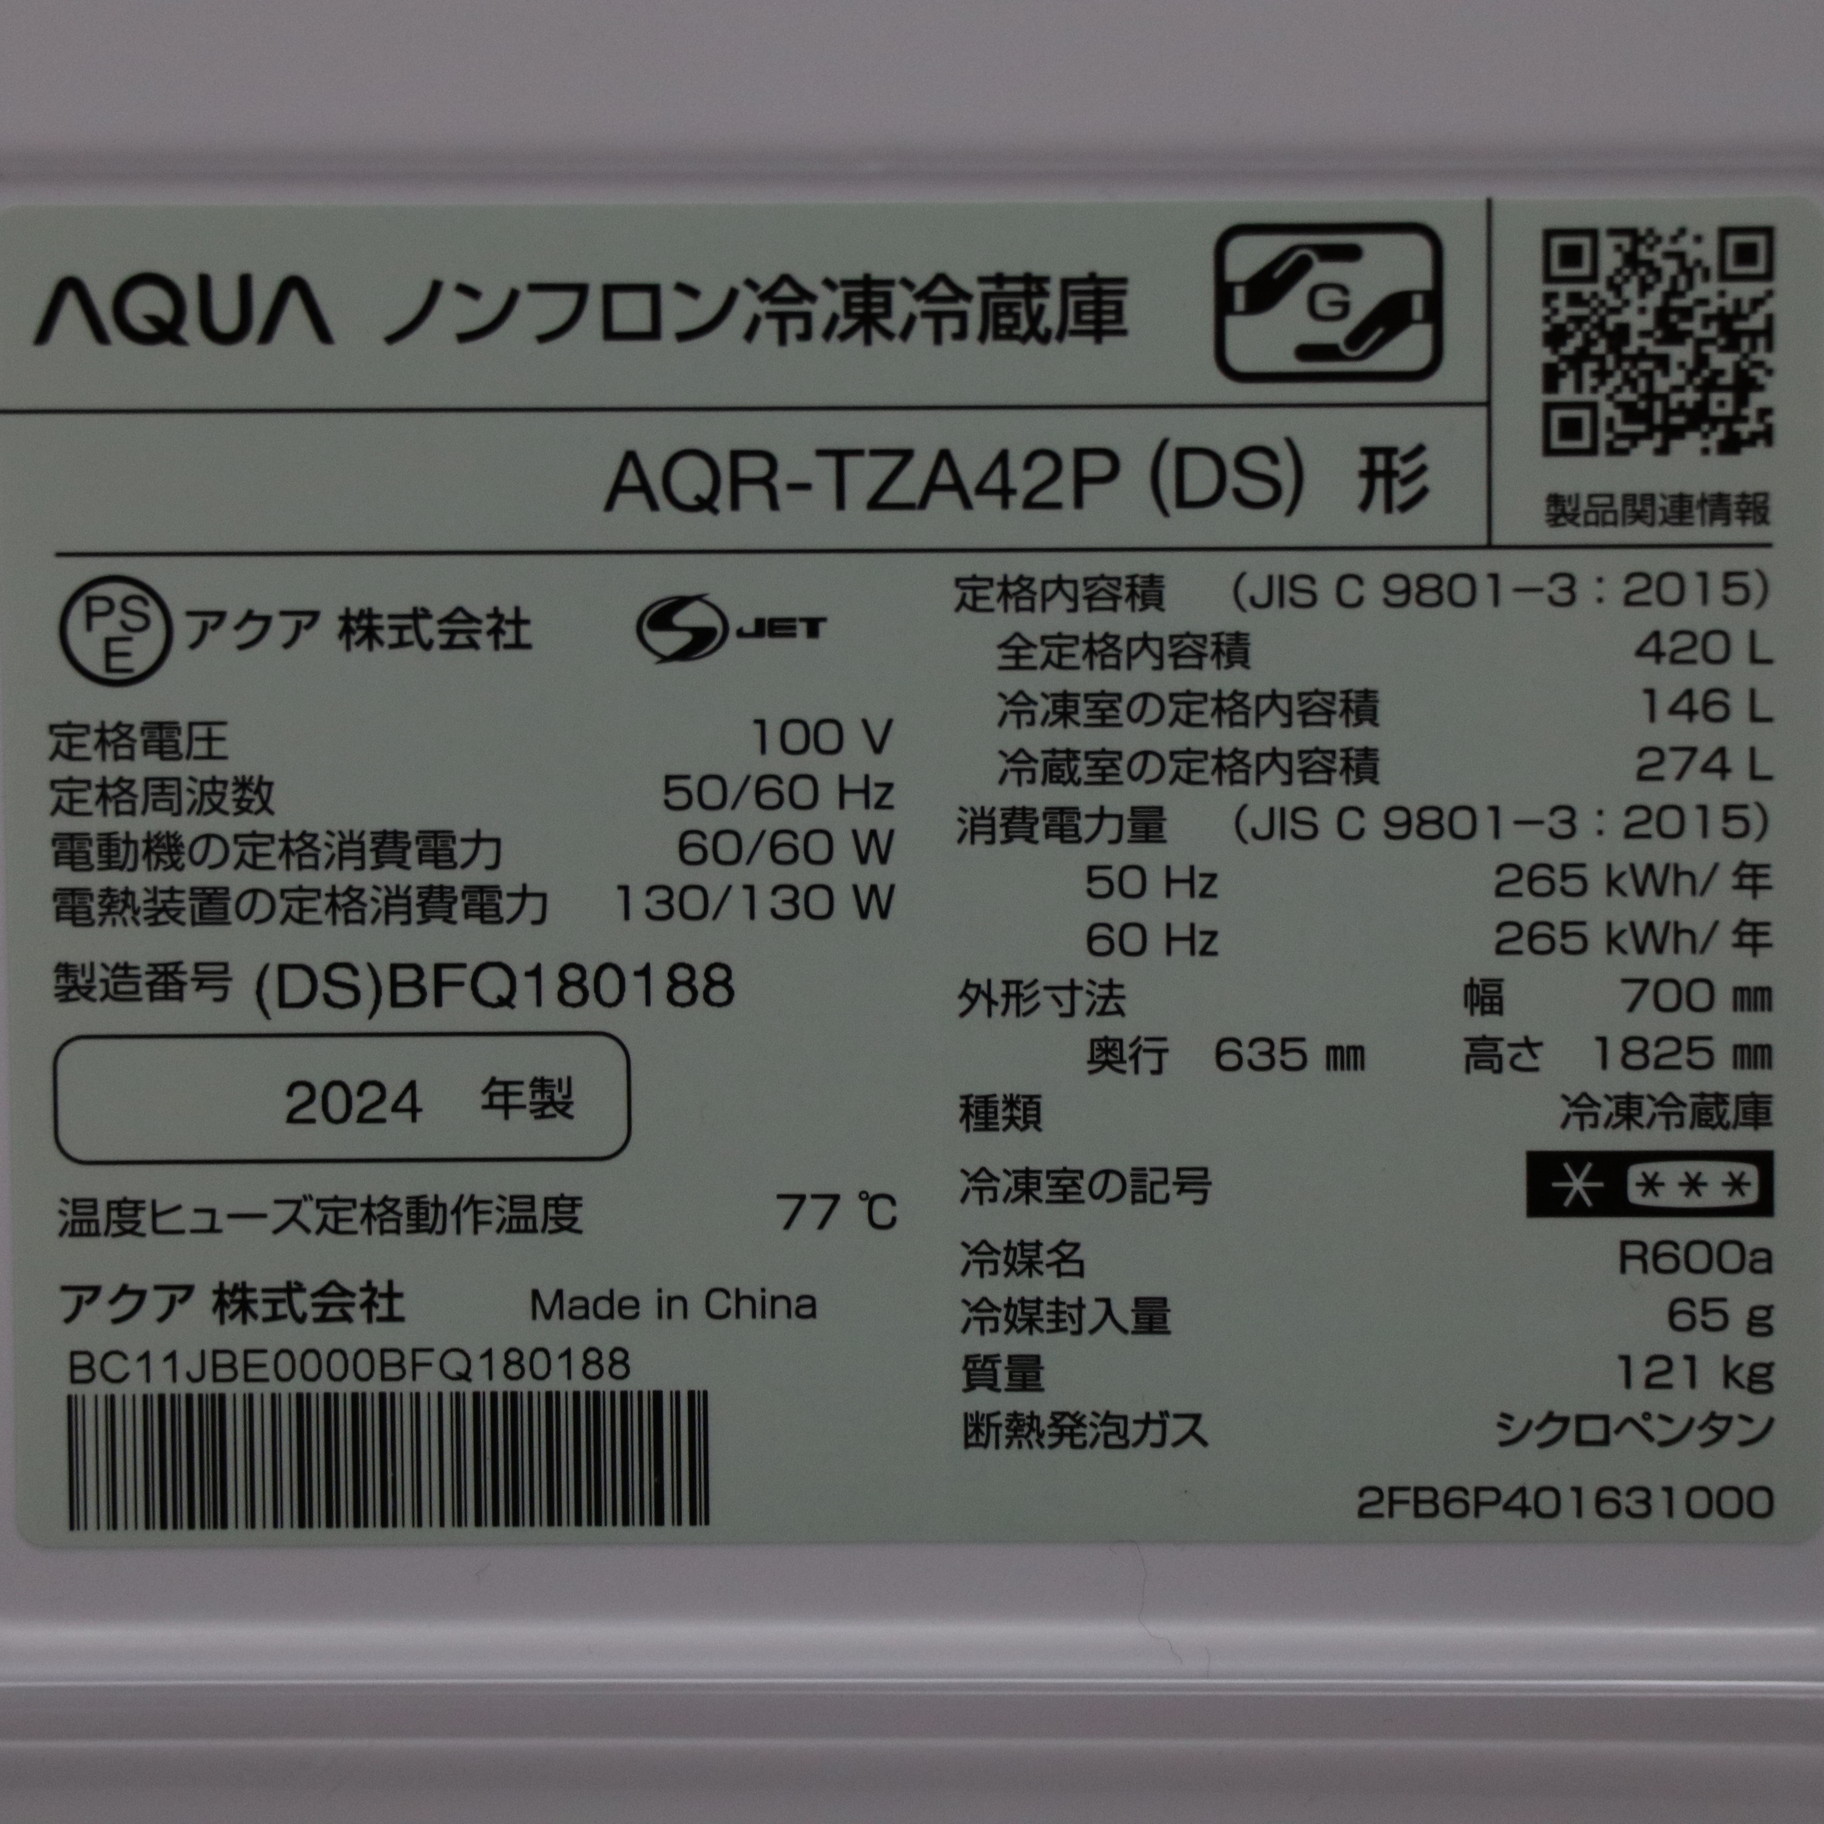 AQUA ノンフロン冷凍冷蔵庫
G
AQR-TZA42P (DS) 形
製品関連情報
PS
E
アクア 株式会社
S JET
定格電圧 100 V
定格周波数 50/60 Hz
電動機の定格消費電力 60/60 W
電熱装置の定格消費電力 130/130 W
製造番号 (DS)BFQ180188
2024 年製
温度ヒューズ定格動作温度 77 ℃
アクア 株式会社 Made in China
BC11JBE0000BFQ180188
定格内容積 (JIS C 9801-3:2015)
全定格内容積 420 L
冷凍室の定格内容積 146 L
冷蔵室の定格内容積 274 L
消費電力量 (JIS C 9801-3:2015)
50 Hz 265 kWh/年
60 Hz 265 kWh/年
外形寸法 幅 700 ㎜
奥行 635 ㎜ 高さ 1825 ㎜
種類 冷凍冷蔵庫
冷凍室の記号 * ***
冷媒名 R600a
冷媒封入量 65 g
質量 121 kg
断熱発泡ガス シクロペンタン
2FB6P401631000